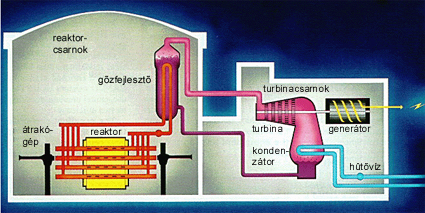 reaktor-
csarnok
gőzfejlesztő
turbinacsarnok
átrakó-
gép
reaktor
turbina
generátor
konden-
zátor
hűtővíz